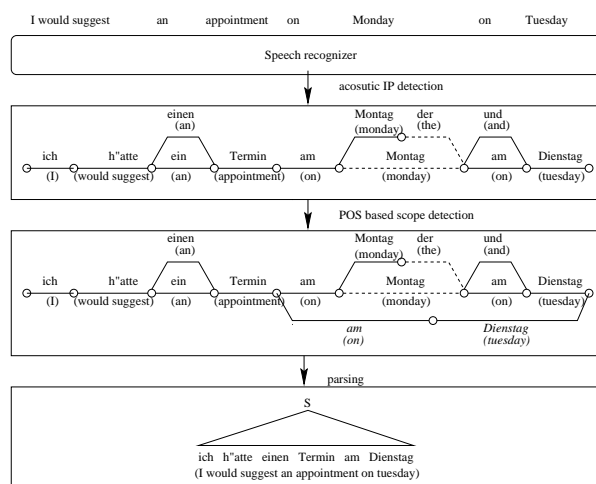 I would suggest an appointment on Monday on Tuesday
Speech recognizer
acosutic IP detection
einen Montag der und
(an) (monday) (the) (and)
ich h"atte ein Termin am Montag am Dienstag
(I) (would suggest) (an) (appointment) (on) (monday) (on) (tuesday)
POS based scope detection
einen Montag der und
(an) (monday) (the) (and)
ich h"atte ein Termin am Montag am Dienstag
(I) (would suggest) (an) (appointment) (on) (monday) (on) (tuesday)
am Dienstag
(on) (tuesday)
parsing
S
ich h"atte einen Termin am Dienstag
(I would suggest an appointment on tuesday)